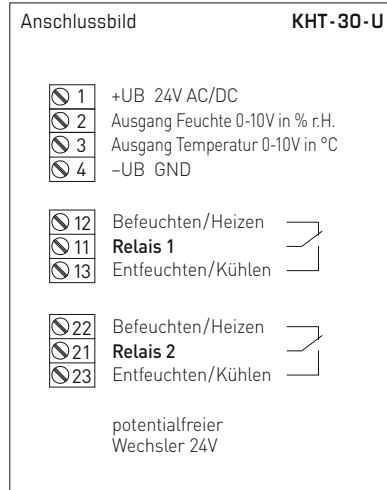 Anschlussbild KHT-30-U
1 +UB 24V AC/DC
2 Ausgang Feuchte 0-10V in % r.H.
3 Ausgang Temperatur 0-10V in °C
4 –UB GND
12 Befeuchten/Heizen
11 Relais 1
13 Entfeuchten/Kühlen
22 Befeuchten/Heizen
21 Relais 2
23 Entfeuchten/Kühlen
potentialfreier
Wechsler 24V